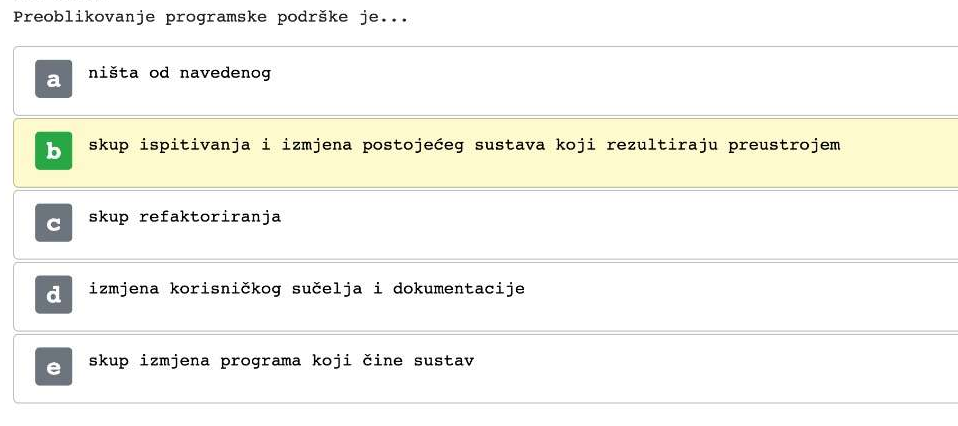 Preoblikovanje programske podrške je...
a ništa od navedenog
b skup ispitivanja i izmjena postojećeg sustava koji rezultiraju preustrojem
c skup refaktoriranja
d izmjena korisničkog sučelja i dokumentacije
e skup izmjena programa koji čine sustav